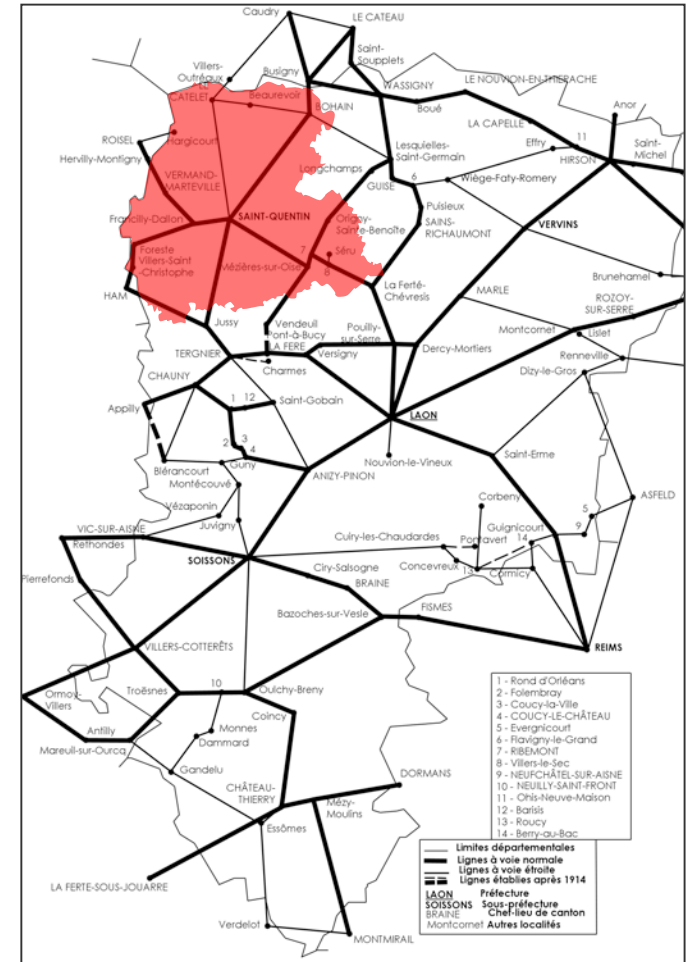 Caudry
LE CATEAU
Saint-
Soupplets
Villers-
Outréaux
LE
CATELET
Busigny
Beaurevoir
BOHAIN
WASSIGNY
LE NOUVION-EN-THIERACHE
Boué
Anor
LA CAPELLE
Effry
11
HIRSON
Saint-
Michel
ROISEL
Hargicourt
Hervilly-Montigny
VERMAND-
MARTEVILLE
Lesquielles-
Saint-Germain
Longchamps
GUISE
6
Wiège-Faty-Romery
Puisieux
SAINS-
RICHAUMONT
VERVINS
Francilly-Dallon
SAINT-QUENTIN
Origny-
Sainte-Benoîte
Foreste
Villers-Saint
-Christophe
7
Séru
8
Mézières-sur-Oise
Brunehamel
HAM
La Ferté-
Chévresis
MARLE
ROZOY-
SUR-SERRE
Jussy
Vendeuil
Pont-à-Bucy
LA FERE
Pouilly-
sur-Serre
Montcornet
Lislet
TERGNIER
Versigny
Dercy-Mortiers
Renneville
Charmes
Dizy-le-Gros
CHAUNY
Appilly
1
12
Saint-Gobain
LAON
2
3
4
Guny
Blérancourt
Montécouvé
ANIZY-PINON
Nouvion-le-Vineux
Saint-Erme
Vézaponin
Juvigny
Corbeny
ASFELD
5
VIC-SUR-AISNE
Rethondes
Guignicourt
14
9
Cuiry-les-Chaudardes
Pontavert
SOISSONS
Concevreux
13
Cormicy
Pierrefonds
Ciry-Salsogne
BRAINE
Bazoches-sur-Vesle
FISMES
REIMS
VILLERS-COTTERÊTS
Ormoy-
Villers
Troësnes
10
Oulchy-Breny
Antilly
Mareuil-sur-Ourcq
Coincy
Monnes
Dammard
Gandelu
CHÂTEAU-
THIERRY
Mézy-
Moulins
DORMANS
Essômes
LA FERTE-SOUS-JOUARRE
Verdelot
MONTMIRAIL
1 - Rond d'Orléans
2 - Folembray
3 - Coucy-la-Ville
4 - COUCY-LE-CHÂTEAU
5 - Evergnicourt
6 - Flavigny-le-Grand
7 - RIBEMONT
8 - Villers-le-Sec
9 - NEUFCHÂTEL-SUR-AISNE
10 - NEUILLY-SAINT-FRONT
11 - Ohis-Neuve-Maison
12 - Barisis
13 - Roucy
14 - Berry-au-Bac
Limites départementales
Lignes à voie normale
Lignes à voie étroite
Lignes établies après 1914
LAON Préfecture
SOISSONS Sous-préfecture
BRAINE Chef-lieu de canton
Montcornet Autres localités